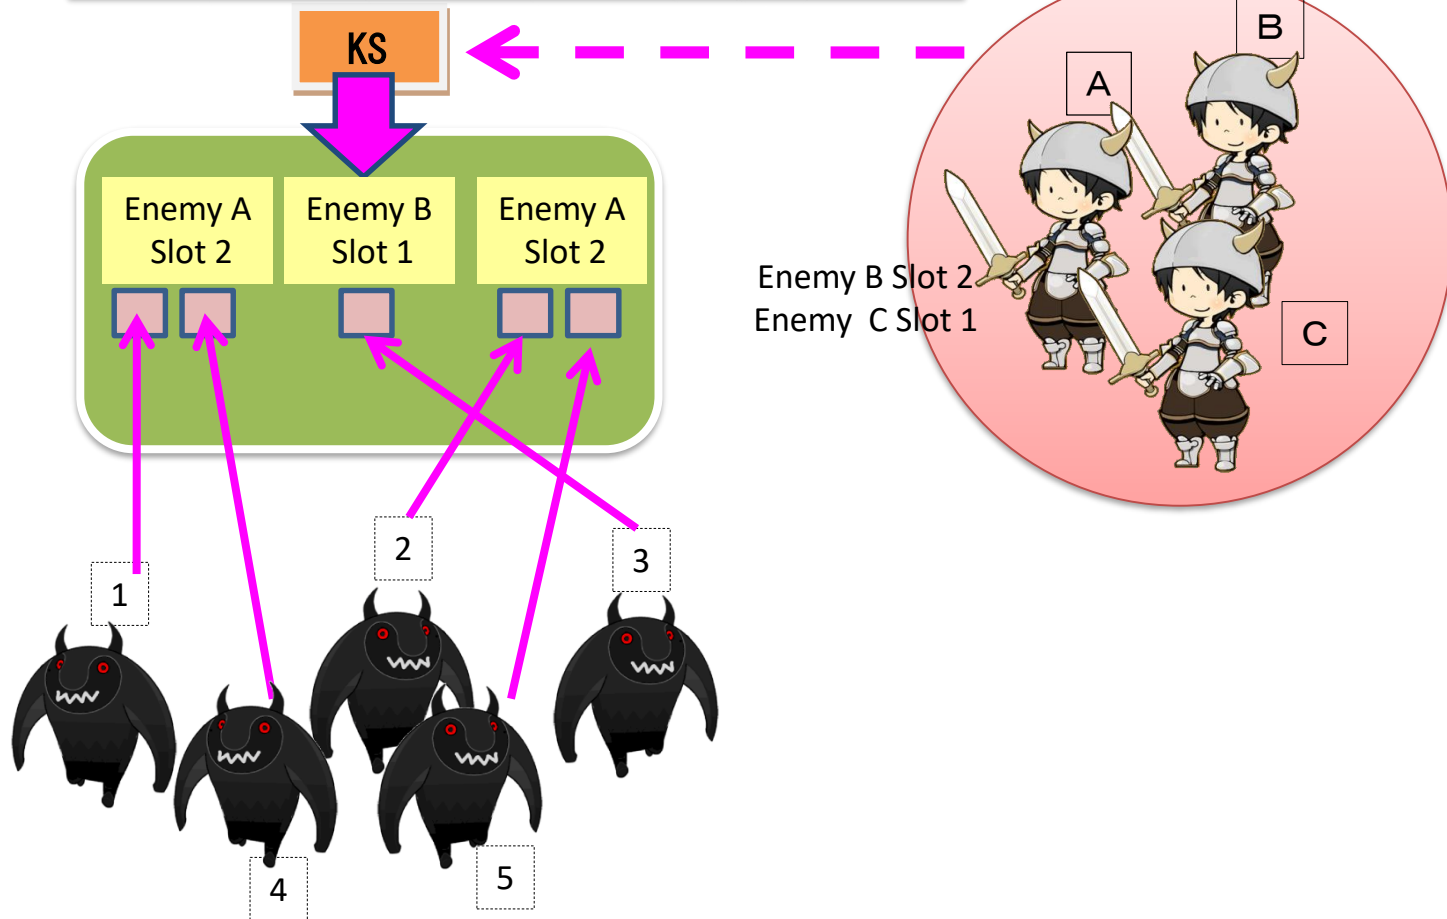 KS
B
A
Enemy A
Slot 2
Enemy B
Slot 1
Enemy A
Slot 2
Enemy B Slot 2
Enemy  C Slot 1
C
2
3
1
5
4